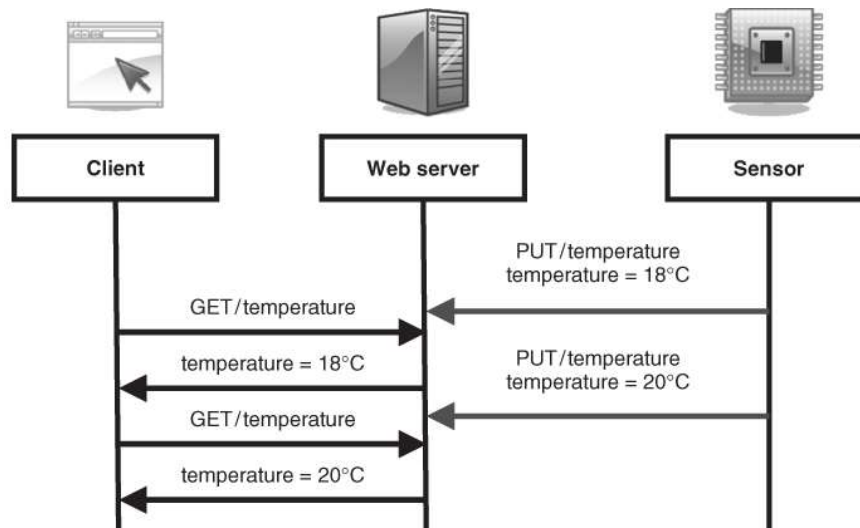 Client
Web server
Sensor
PUT/temperature
temperature = 18°C
GET/temperature
temperature = 18°C
PUT/temperature
temperature = 20°C
GET/temperature
temperature = 20°C